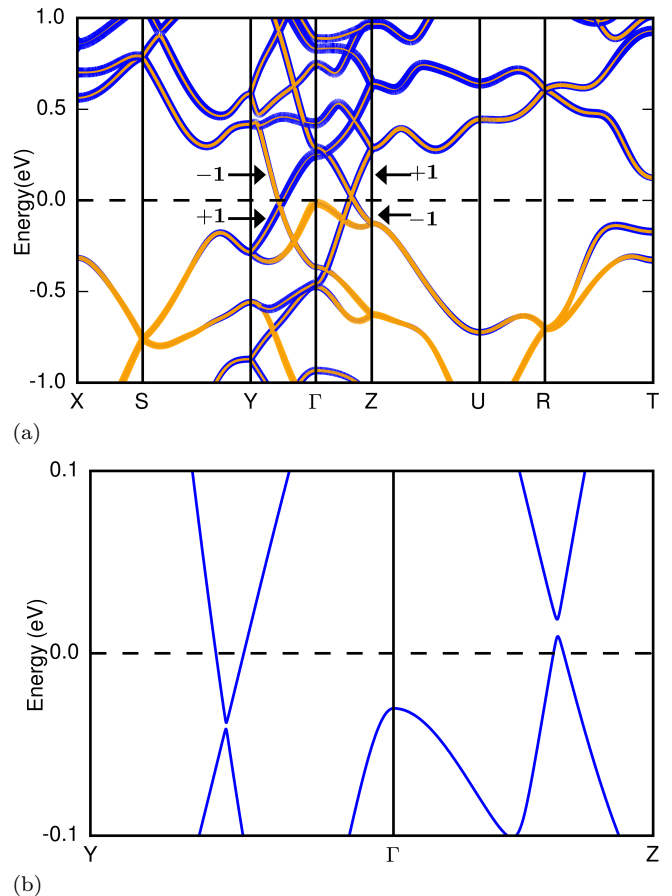 1.0
0.5
0.0
-0.5
-1.0
Energy(eV)
−1
+1
+1
−1
X S Y Γ Z U R T
(a)
0.1
0.0
-0.1
Energy (eV)
Y Γ Z
(b)